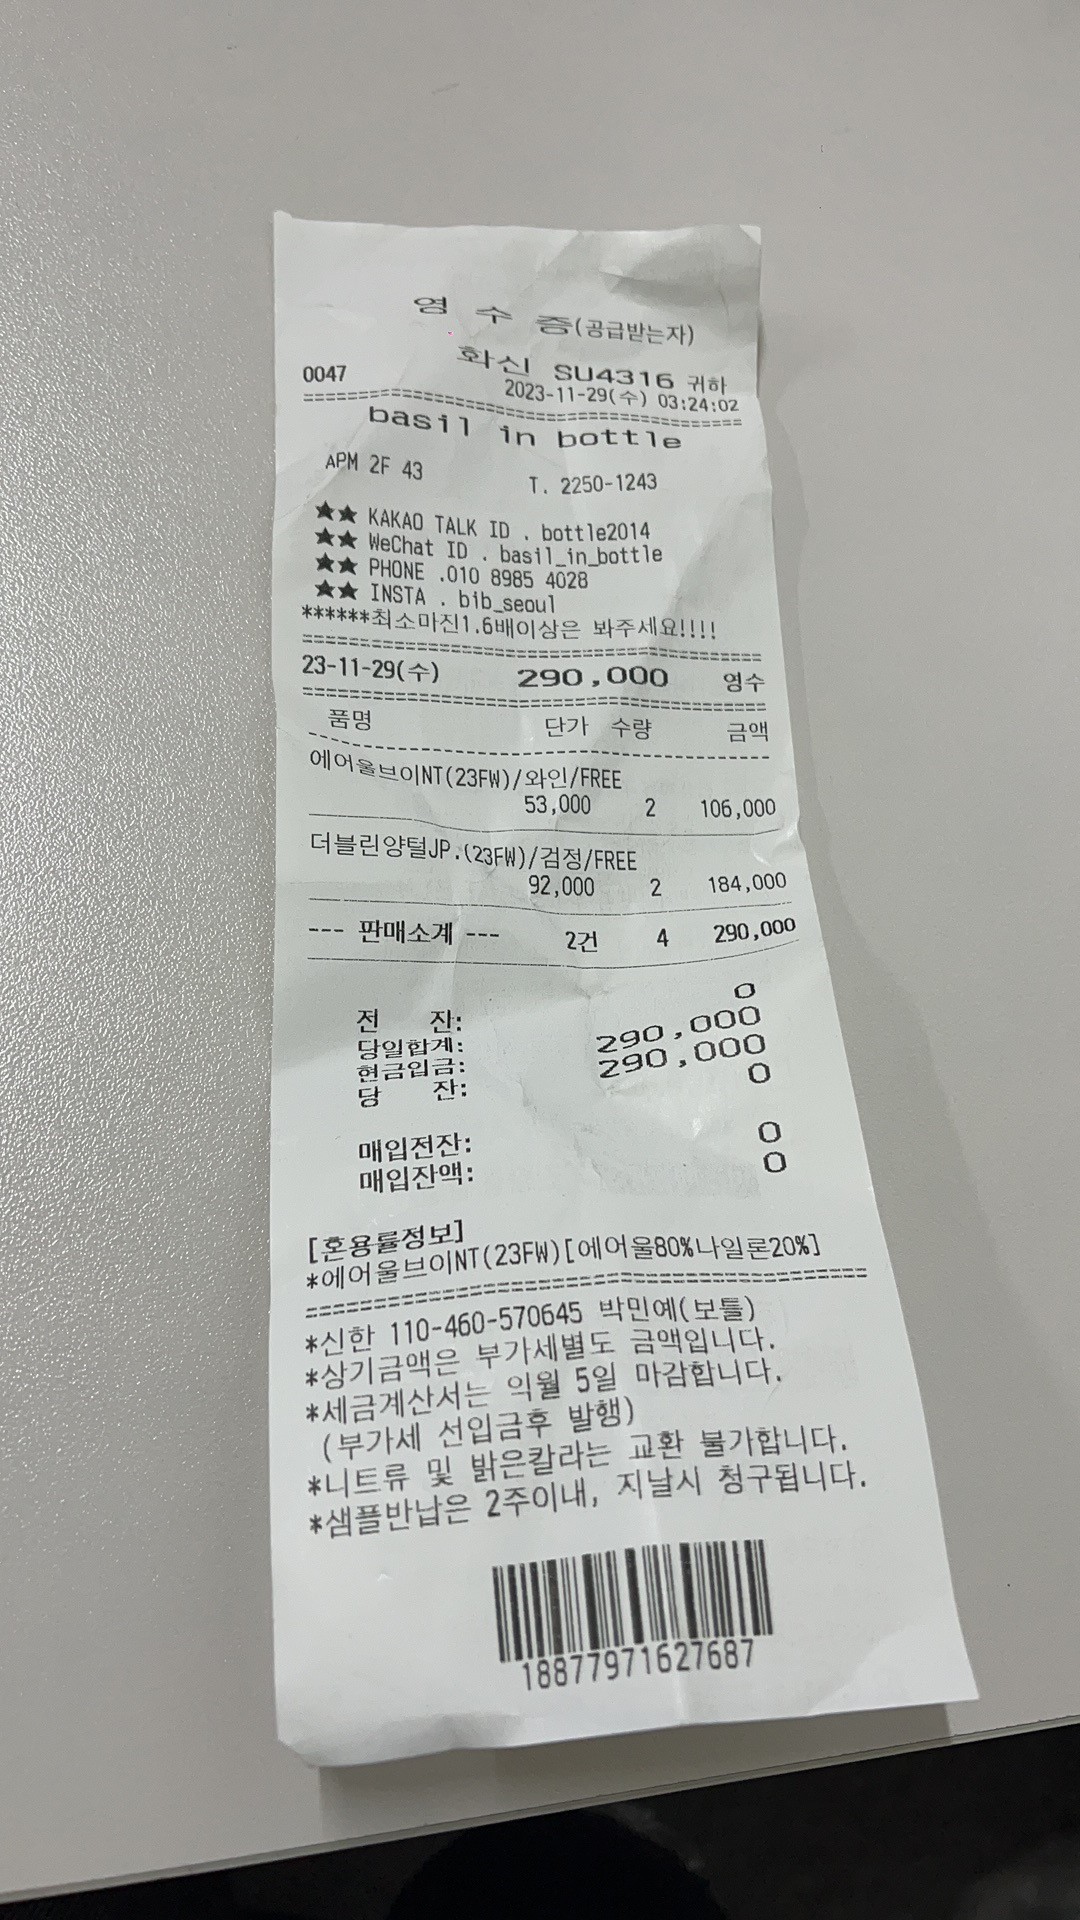 영 수 증(공급받는자)
화신 SU4316 귀하
0047 2023-11-29(수) 03:24:02
==========================================
basil in bottle
APM 2F 43 T. 2250-1243
★★ KAKAO TALK ID . bottle2014
★★ WeChat ID . basil_in_bottle
★★ PHONE .010 8985 4028
★★ INSTA . bib_seoul
******최소마진1.6배이상은 봐주세요!!!!
==========================================
23-11-29(수) 290,000 영수
==========================================
품명 단가 수량 금액
------------------------------------------
에어울브이NT(23FW)/와인/FREE
53,000 2 106,000
더블린양털JP.(23FW)/검정/FREE
92,000 2 184,000
--- 판매소계 --- 2건 4 290,000
전 잔: 0
당일합계: 290,000
현금입금: 290,000
당 잔: 0
매입전잔: 0
매입잔액: 0
[혼용률정보]
*에어울브이NT(23FW)[에어울80%나일론20%]
==========================================
*신한 110-460-570645 박민예(보틀)
*상기금액은 부가세별도 금액입니다.
*세금계산서는 익월 5일 마감합니다.
(부가세 선입금후 발행)
*니트류 및 밝은칼라는 교환 불가합니다.
*샘플반납은 2주이내, 지날시 청구됩니다.
18877971627687